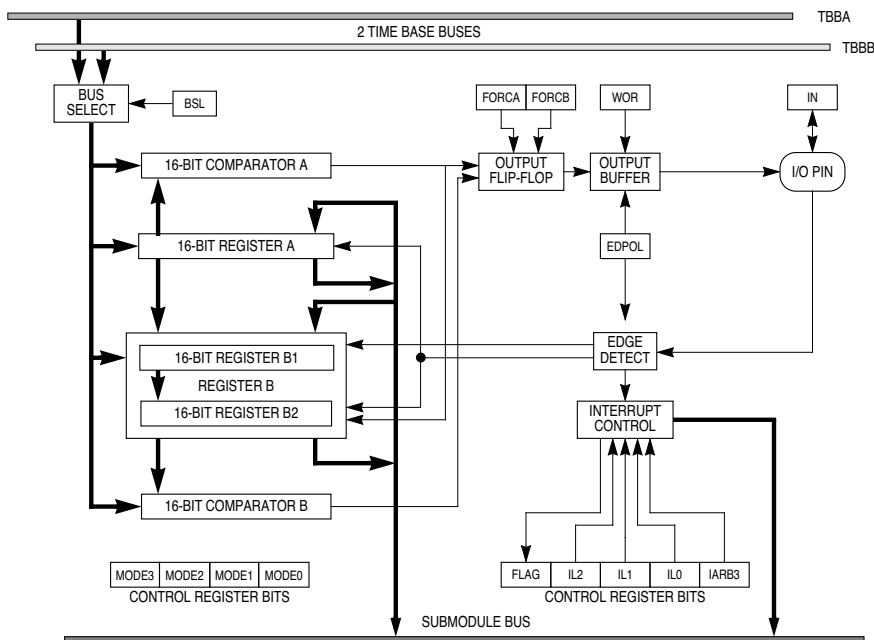 TBBA
2 TIME BASE BUSES
TBBB
BUS
SELECT
BSL
FORCA
FORCB
WOR
IN
16-BIT COMPARATOR A
OUTPUT
FLIP-FLOP
OUTPUT
BUFFER
I/O PIN
16-BIT REGISTER A
EDPOL
16-BIT REGISTER B1
REGISTER B
16-BIT REGISTER B2
EDGE
DETECT
INTERRUPT
CONTROL
16-BIT COMPARATOR B
MODE3
MODE2
MODE1
MODE0
CONTROL REGISTER BITS
FLAG
IL2
IL1
IL0
IARB3
CONTROL REGISTER BITS
SUBMODULE BUS